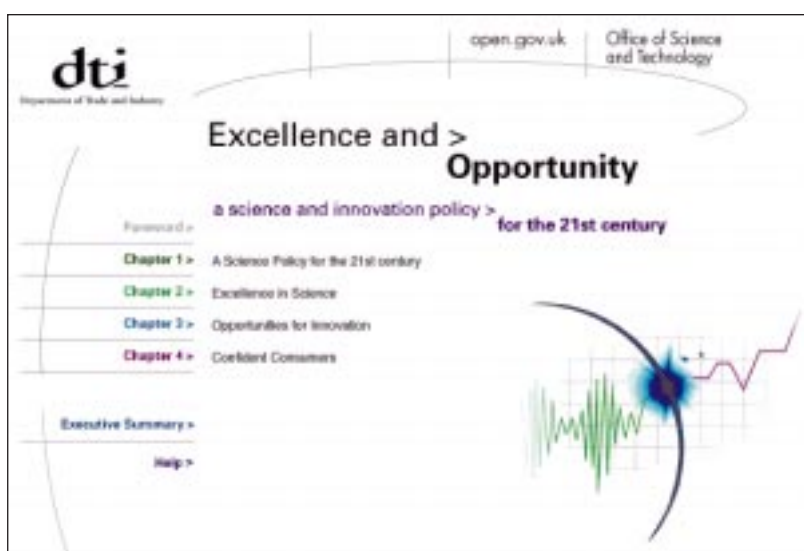 dti
Department of Trade and Industry
open.gov.uk
Office of Science
and Technology
Excellence and >
Opportunity
a science and innovation policy >
for the 21st century
Foreword >
Chapter 1 > A Science Policy for the 21st century
Chapter 2 > Excellence in Science
Chapter 3 > Opportunities for Innovation
Chapter 4 > Confident Consumers
Executive Summary >
Help >